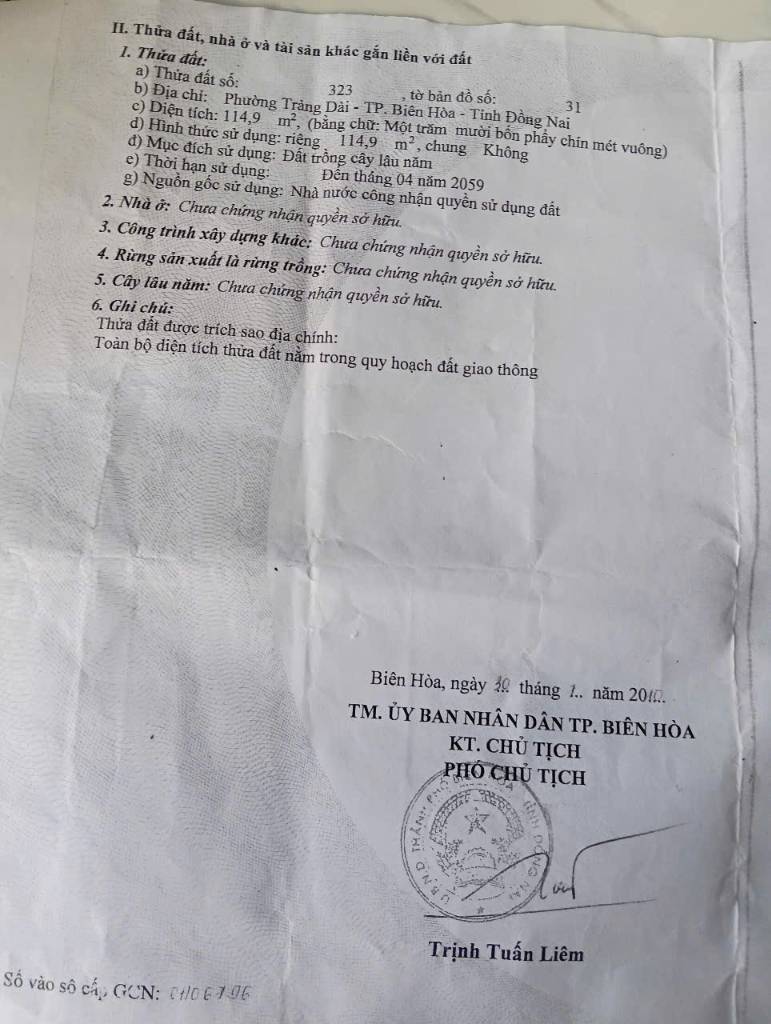 II. Thửa đất, nhà ở và tài sản khác gắn liền với đất
1. Thửa đất:
a) Thửa đất số: 323 , tờ bản đồ số: 31
b) Địa chỉ: Phường Trảng Dài - TP. Biên Hòa - Tỉnh Đồng Nai
c) Diện tích: 114,9 m², (bằng chữ: Một trăm mười bốn phẩy chín mét vuông)
d) Hình thức sử dụng: riêng 114,9 m², chung Không
đ) Mục đích sử dụng: Đất trồng cây lâu năm
e) Thời hạn sử dụng: Đến tháng 04 năm 2059
g) Nguồn gốc sử dụng: Nhà nước công nhận quyền sử dụng đất
2. Nhà ở: Chưa chứng nhận quyền sở hữu.
3. Công trình xây dựng khác: Chưa chứng nhận quyền sở hữu.
4. Rừng sản xuất là rừng trồng: Chưa chứng nhận quyền sở hữu.
5. Cây lâu năm: Chưa chứng nhận quyền sở hữu.
6. Ghi chú:
Thửa đất được trích sao địa chính:
Toàn bộ diện tích thửa đất nằm trong quy hoạch đất giao thông
Biên Hòa, ngày tháng năm
TM. ỦY BAN NHÂN DÂN TP. BIÊN HÒA
KT. CHỦ TỊCH
PHÓ CHỦ TỊCH
U.B.N.D THÀNH PHỐ BIÊN HÒA TỈNH ĐỒNG NAI
Trịnh Tuấn Liêm
Số vào sổ cấp GCN: